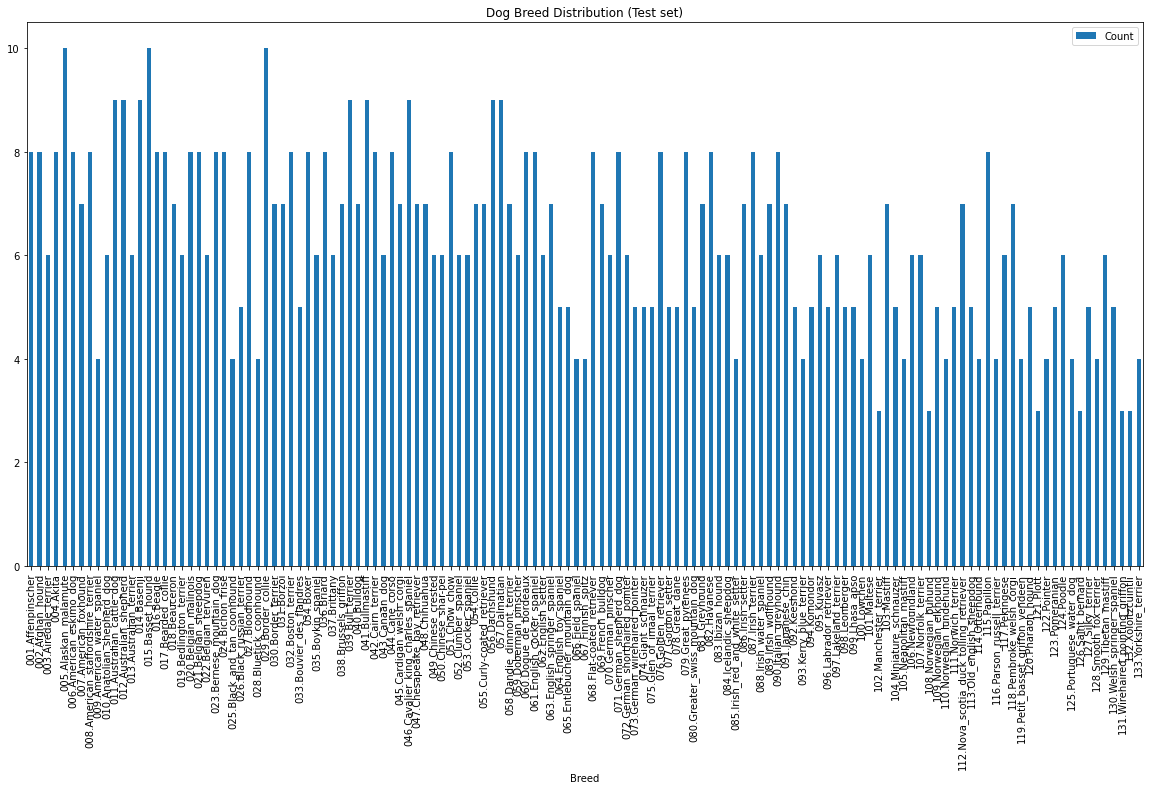 Dog Breed Distribution (Test set)
Count
10
8
6
4
2
0
001.Affenpinscher
002.Afghan_hound
003.Airedale_terrier
004.Akita
005.Alaskan_malamute
006.American_eskimo_dog
007.American_foxhound
008.American_staffordshire_terrier
009.American_water_spaniel
010.Anatolian_shepherd_dog
011.Australian_cattle_dog
012.Australian_shepherd
013.Australian_terrier
014.Basenji
015.Basset_hound
016.Beagle
017.Bearded_collie
018.Beauceron
019.Bedlington_terrier
020.Belgian_malinois
021.Belgian_sheepdog
022.Belgian_tervuren
023.Bernese_mountain_dog
024.Bichon_frise
025.Black_and_tan_coonhound
026.Black_russian_terrier
027.Bloodhound
028.Bluetick_coonhound
029.Border_collie
030.Border_terrier
031.Borzoi
032.Boston_terrier
033.Bouvier_des_flandres
034.Boxer
035.Boykin_spaniel
036.Briard
037.Brittany
038.Brussels_griffon
039.Bull_terrier
040.Bulldog
041.Bullmastiff
042.Cairn_terrier
043.Canaan_dog
044.Cane_corso
045.Cardigan_welsh_corgi
046.Cavalier_king_charles_spaniel
047.Chesapeake_bay_retriever
048.Chihuahua
049.Chinese_crested
050.Chinese_shar-pei
051.Chow_chow
052.Clumber_spaniel
053.Cocker_spaniel
054.Collie
055.Curly-coated_retriever
056.Dachshund
057.Dalmatian
058.Dandie_dinmont_terrier
059.Doberman_pinscher
060.Dogue_de_bordeaux
061.English_cocker_spaniel
062.English_setter
063.English_springer_spaniel
064.English_toy_spaniel
065.Entlebucher_mountain_dog
066.Field_spaniel
067.Finnish_spitz
068.Flat-coated_retriever
069.French_bulldog
070.German_pinscher
071.German_shepherd_dog
072.German_shorthaired_pointer
073.German_wirehaired_pointer
074.Giant_schnauzer
075.Glen_of_imaal_terrier
076.Golden_retriever
077.Gordon_setter
078.Great_dane
079.Great_pyrenees
080.Greater_swiss_mountain_dog
081.Greyhound
082.Havanese
083.Ibizan_hound
084.Icelandic_sheepdog
085.Irish_red_and_white_setter
086.Irish_setter
087.Irish_terrier
088.Irish_water_spaniel
089.Irish_wolfhound
090.Italian_greyhound
091.Japanese_chin
092.Keeshond
093.Kerry_blue_terrier
094.Komondor
095.Kuvasz
096.Labrador_retriever
097.Lakeland_terrier
098.Leonberger
099.Lhasa_apso
100.Lowchen
101.Maltese
102.Manchester_terrier
103.Mastiff
104.Miniature_schnauzer
105.Neapolitan_mastiff
106.Newfoundland
107.Norfolk_terrier
108.Norwegian_buhund
109.Norwegian_elkhound
110.Norwegian_lundehund
111.Norwich_terrier
112.Nova_scotia_duck_tolling_retriever
113.Old_english_sheepdog
114.Otterhound
115.Papillon
116.Parson_russell_terrier
117.Pekingese
118.Pembroke_welsh_corgi
119.Petit_basset_griffon_vendeen
120.Pharaoh_hound
121.Plott
122.Pointer
123.Pomeranian
124.Poodle
125.Portuguese_water_dog
126.Saint_bernard
127.Silky_terrier
128.Smooth_fox_terrier
129.Tibetan_mastiff
130.Welsh_springer_spaniel
131.Wirehaired_pointing_griffon
132.Xoloitzcuintli
133.Yorkshire_terrier
Breed